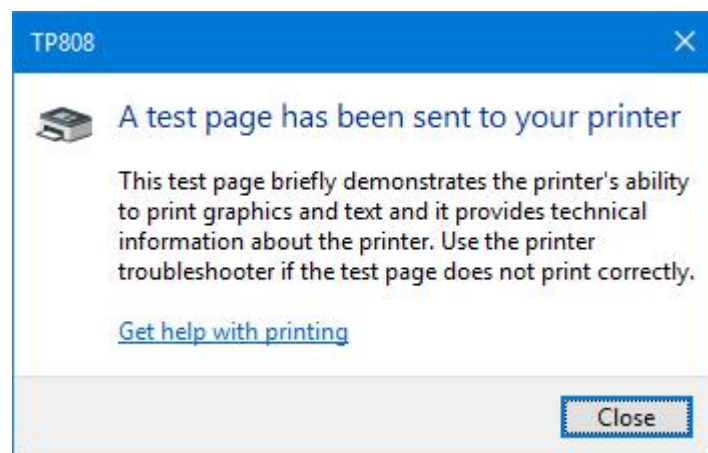 TP808
A test page has been sent to your printer
This test page briefly demonstrates the printer's ability
to print graphics and text and it provides technical
information about the printer. Use the printer
troubleshooter if the test page does not print correctly.
Get help with printing
Close